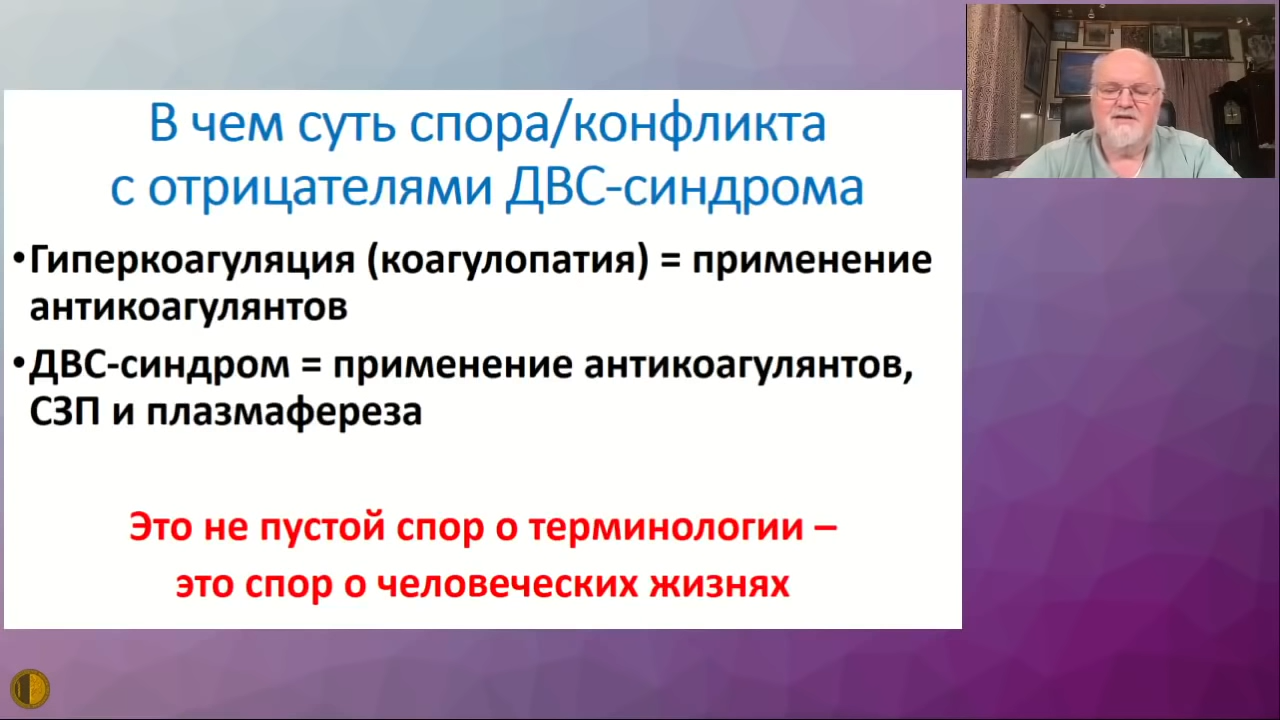 В чем суть спора/конфликта
с отрицателями ДВС-синдрома
•Гиперкоагуляция (коагулопатия) = применение
антикоагулянтов
•ДВС-синдром = применение антикоагулянтов,
СЗП и плазмафереза
Это не пустой спор о терминологии –
это спор о человеческих жизнях